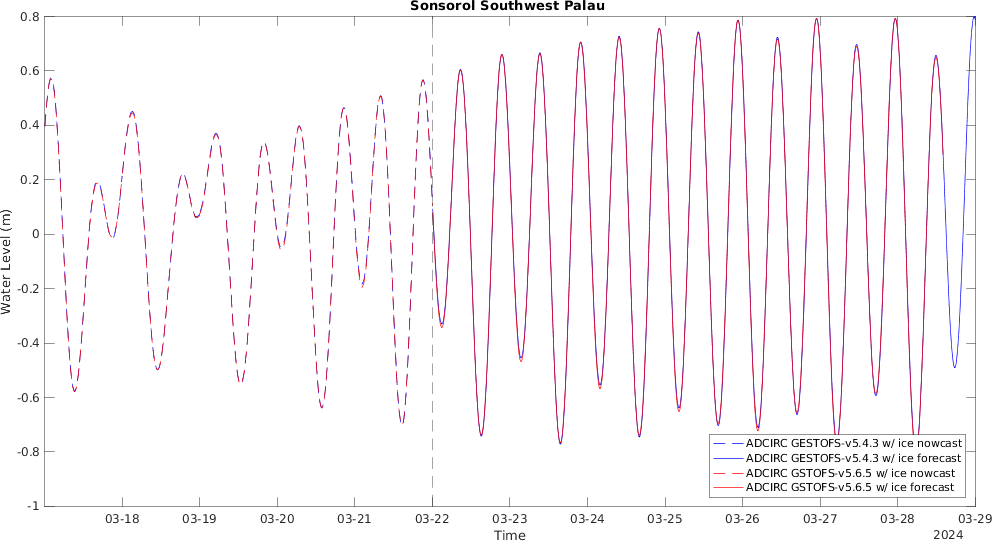 Sonsorol Southwest Palau
Water Level (m)
0.8
0.6
0.4
0.2
0
-0.2
-0.4
-0.6
-0.8
-1
ADCIRC GESTOFS-v5.4.3 w/ ice nowcast
ADCIRC GESTOFS-v5.4.3 w/ ice forecast
ADCIRC GSTOFS-v5.6.5 w/ ice nowcast
ADCIRC GSTOFS-v5.6.5 w/ ice forecast
03-18 03-19 03-20 03-21 03-22 03-23 03-24 03-25 03-26 03-27 03-28 03-29
Time
2024